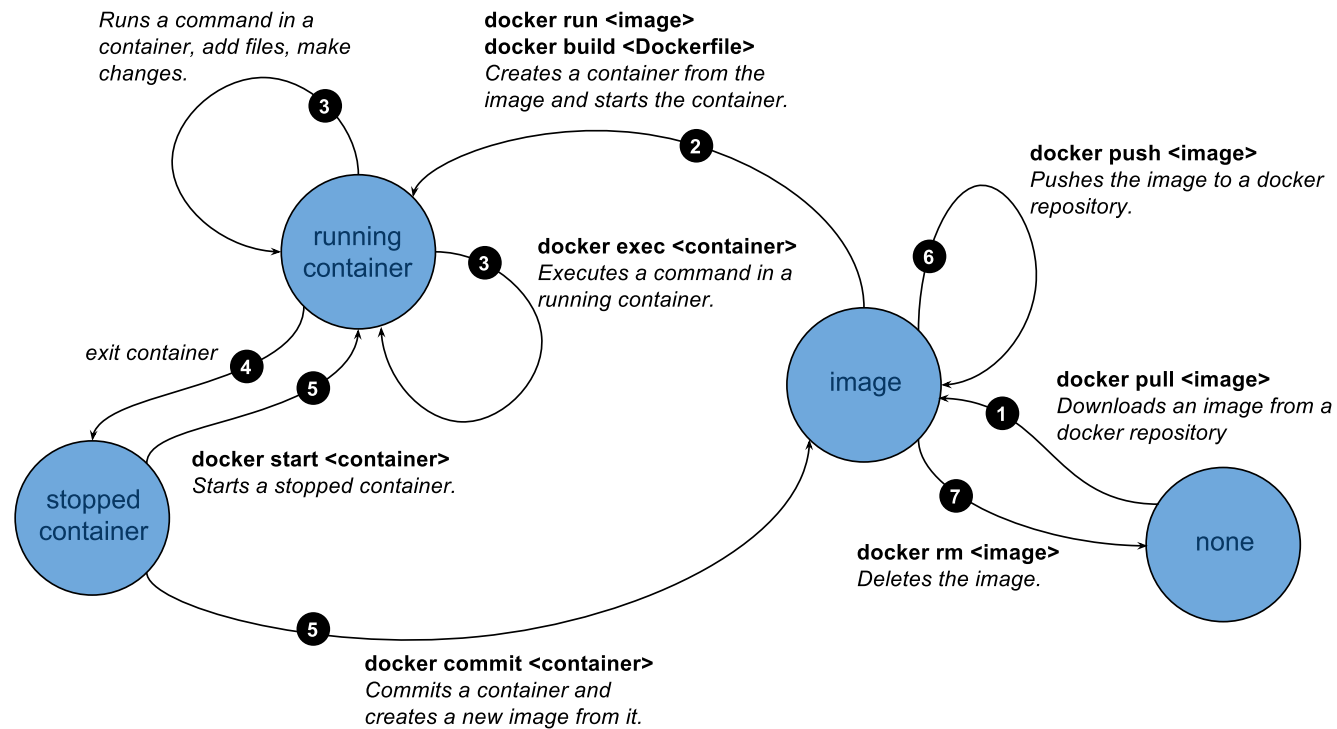 Runs a command in a
container, add files, make
changes.
3
docker run <image>
docker build <Dockerfile>
Creates a container from the
image and starts the container.
2
docker push <image>
Pushes the image to a docker
repository.
6
running
container
3
docker exec <container>
Executes a command in a
running container.
exit container
4
5
image
docker pull <image>
Downloads an image from a
docker repository
1
docker start <container>
Starts a stopped container.
stopped
container
7
docker rm <image>
Deletes the image.
none
5
docker commit <container>
Commits a container and
creates a new image from it.